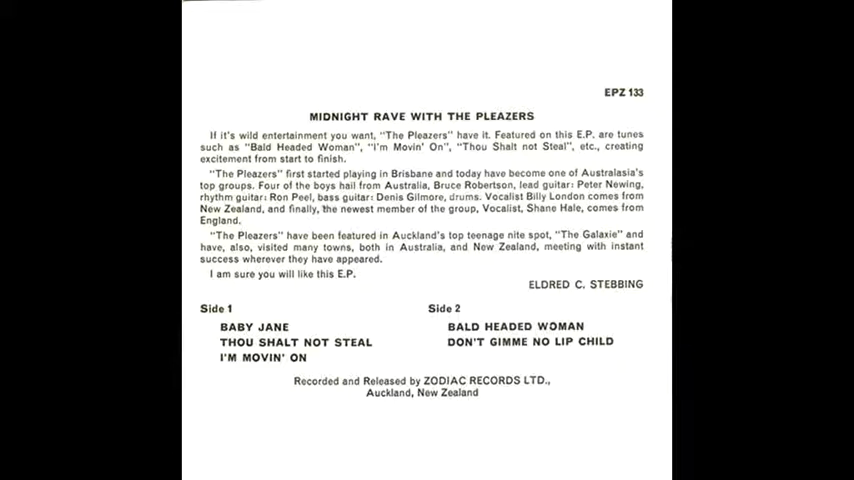 EPZ 133
MIDNIGHT RAVE WITH THE PLEAZERS
If it's wild entertainment you want, "The Pleazers" have it. Featured on this E.P. are tunes
such as "Bald Headed Woman", "I'm Movin' On", "Thou Shalt not Steal", etc., creating
excitement from start to finish.
"The Pleazers" first started playing in Brisbane and today have become one of Australasia's
top groups. Four of the boys hail from Australia, Bruce Robertson, lead guitar: Peter Newing,
rhythm guitar: Ron Peel, bass guitar: Denis Gilmore, drums. Vocalist Billy London comes from
New Zealand, and finally, the newest member of the group, Vocalist, Shane Hale, comes from
England.
"The Pleazers" have been featured in Auckland's top teenage nite spot, "The Galaxie" and
have, also, visited many towns, both in Australia, and New Zealand, meeting with instant
success wherever they have appeared.
I am sure you will like this E.P.
ELDRED C. STEBBING
Side 1
BABY JANE
THOU SHALT NOT STEAL
I'M MOVIN' ON
Side 2
BALD HEADED WOMAN
DON'T GIMME NO LIP CHILD
Recorded and Released by ZODIAC RECORDS LTD.,
Auckland, New Zealand